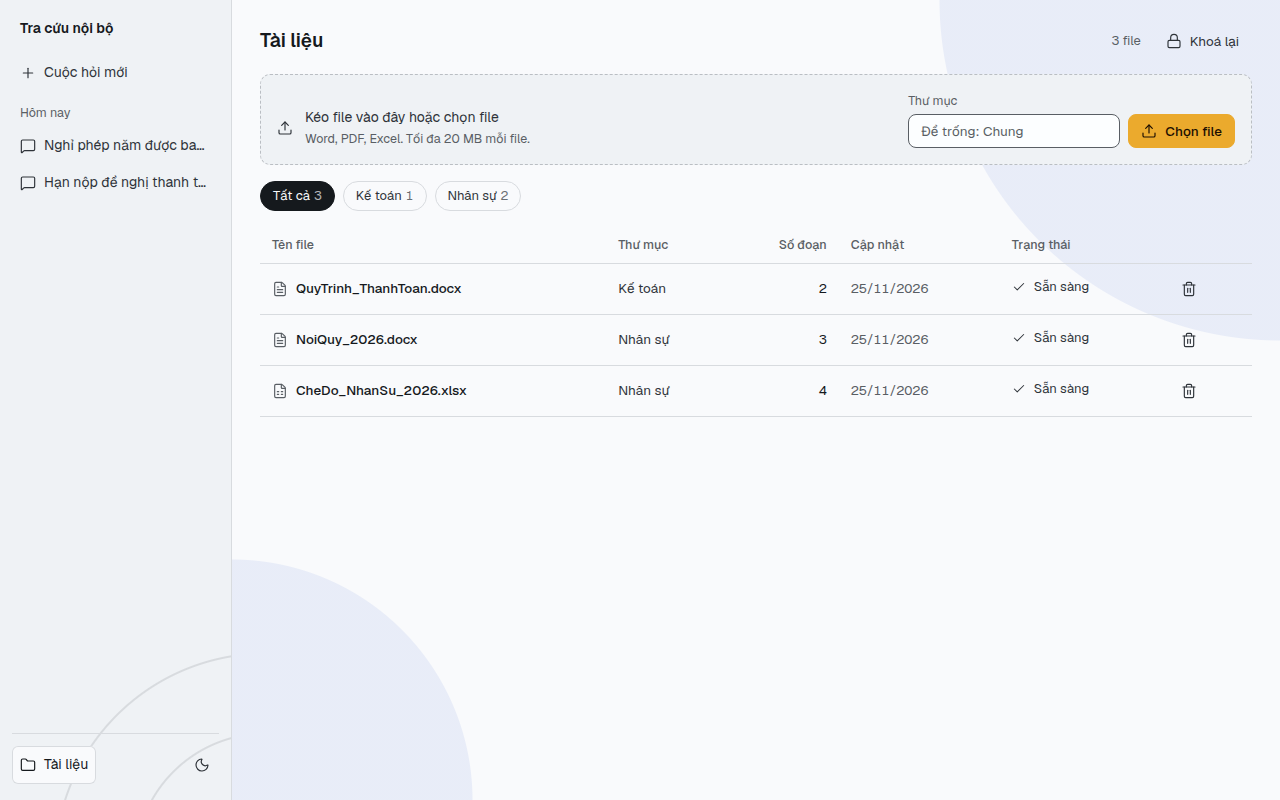 Tra cứu nội bộ
Cuộc hỏi mới
Hôm nay
Nghỉ phép năm được ba...
Hạn nộp đề nghị thanh t...
Tài liệu
Tài liệu
3 file
Khoá lại
Kéo file vào đây hoặc chọn file
Word, PDF, Excel. Tối đa 20 MB mỗi file.
Thư mục
Để trống: Chung
Chọn file
Tất cả 3
Kế toán 1
Nhân sự 2
Tên file Thư mục Số đoạn Cập nhật Trạng thái
QuyTrinh_ThanhToan.docx Kế toán 2 25/11/2026 Sẵn sàng
NoiQuy_2026.docx Nhân sự 3 25/11/2026 Sẵn sàng
CheDo_NhanSu_2026.xlsx Nhân sự 4 25/11/2026 Sẵn sàng